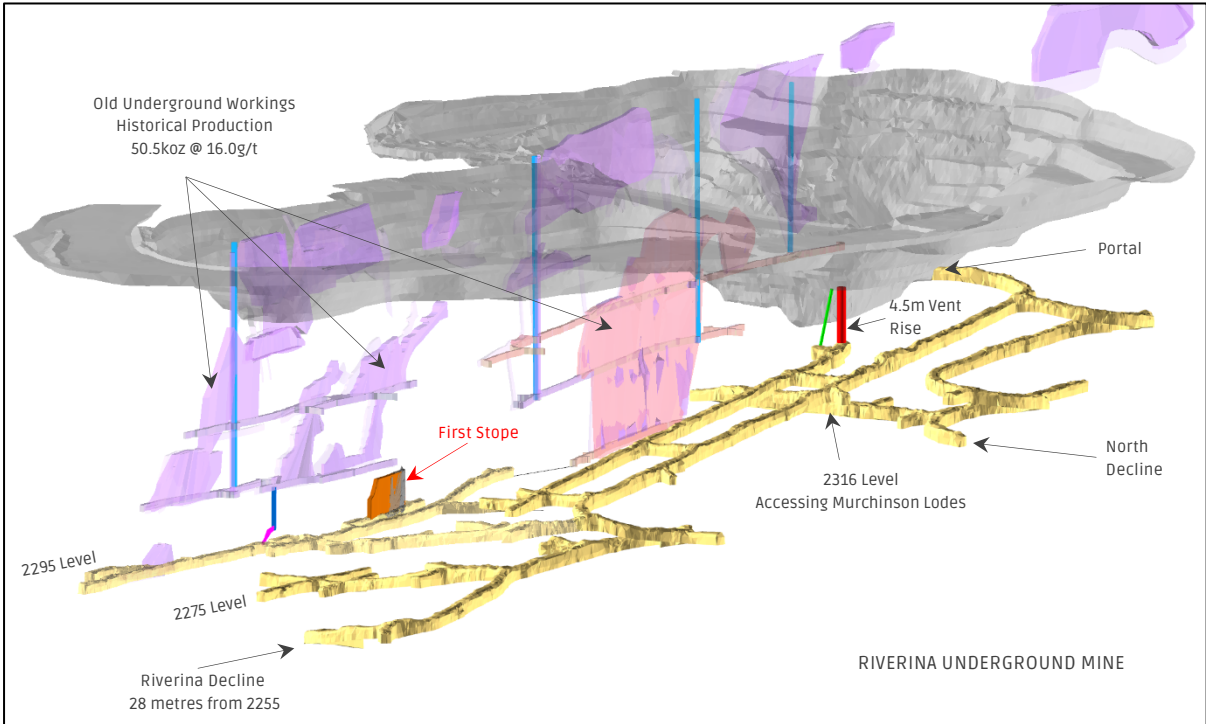 Old Underground Workings
Historical Production
50.5koz @ 16.0g/t
Portal
4.5m Vent
Rise
First Stope
North
Decline
2316 Level
Accessing Murchinson Lodes
2295 Level
2275 Level
Riverina Decline
28 metres from 2255
RIVERINA UNDERGROUND MINE